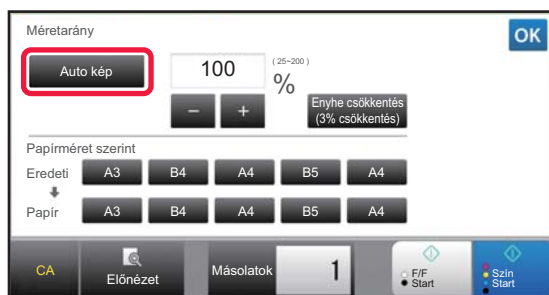 Méretarány
OK
Auto kép
100
(25~200)
%
Enyhe csökkentés
(3% csökkentés)
Papírméret szerint
Eredeti A3 B4 A4 B5 A4
Papír A3 B4 A4 B5 A4
CA
Előnézet
Másolatok 1
F/F
Start
Szín
Start